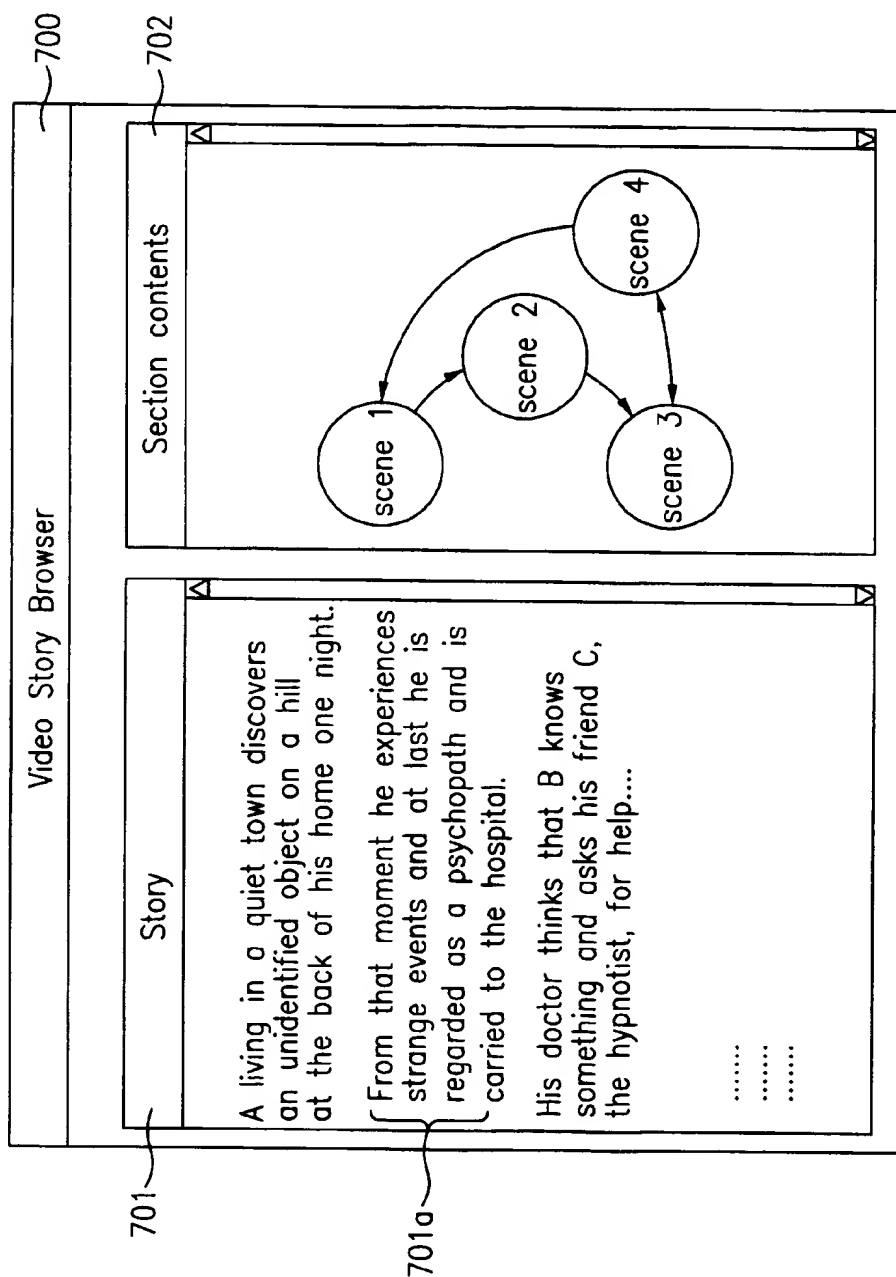 Video Story Browser
700
701
Story
A living in a quiet town discovers
an unidentified object on a hill
at the back of his home one night.
701a
From that moment he experiences
strange events and at last he is
regarded as a psychopath and is
carried to the hospital.
His doctor thinks that B knows
something and asks his friend C,
the hypnotist, for help....
.......
.......
.......
702
Section contents
scene 1
scene 2
scene 3
scene 4